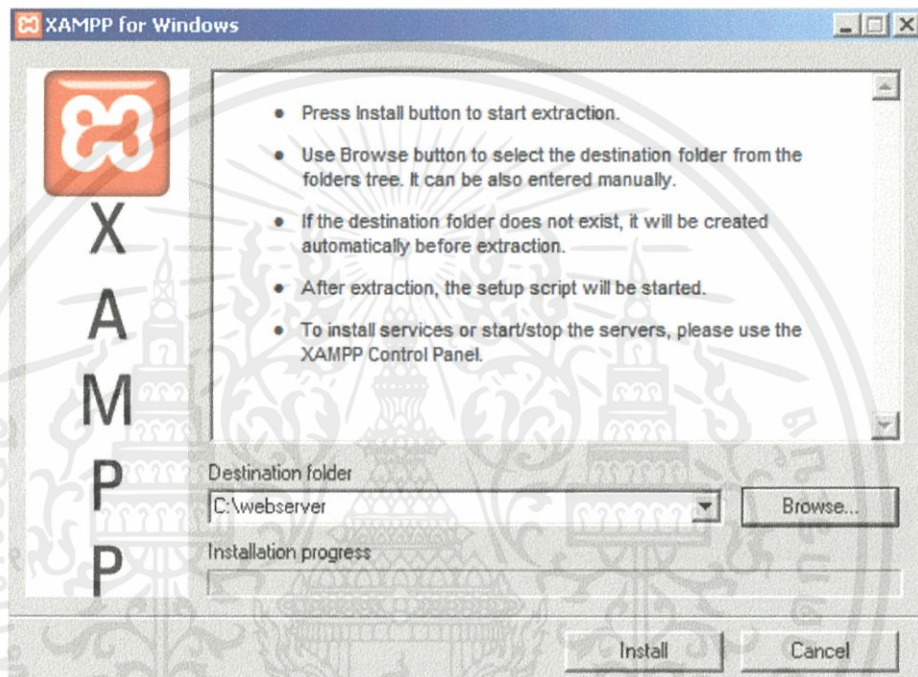 XAMPP for Windows
X
A
M
P
P
Press Install button to start extraction.
Use Browse button to select the destination folder from the
folders tree. It can be also entered manually.
If the destination folder does not exist, it will be created
automatically before extraction.
After extraction, the setup script will be started.
To install services or start/stop the servers, please use the
XAMPP Control Panel.
Destination folder
C:\webserver
Browse...
Installation progress
Install
Cancel